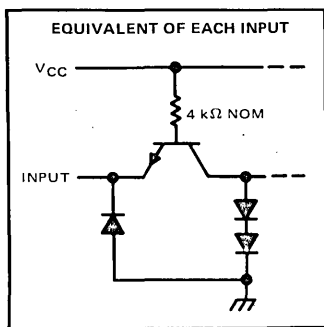 EQUIVALENT OF EACH INPUT
VCC
4 kΩ NOM
INPUT